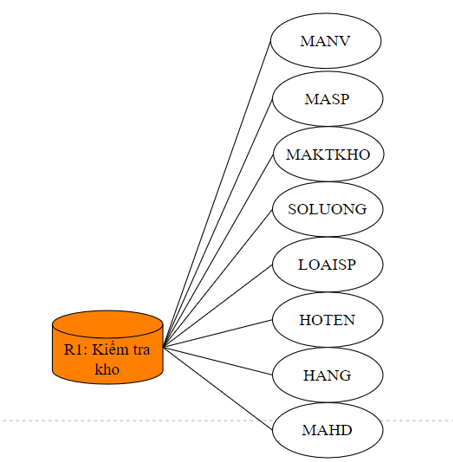 MANV
MASP
MAKTKHO
SOLUONG
LOAISP
HOTEN
HANG
MAHD
R1: Kiểm tra
kho